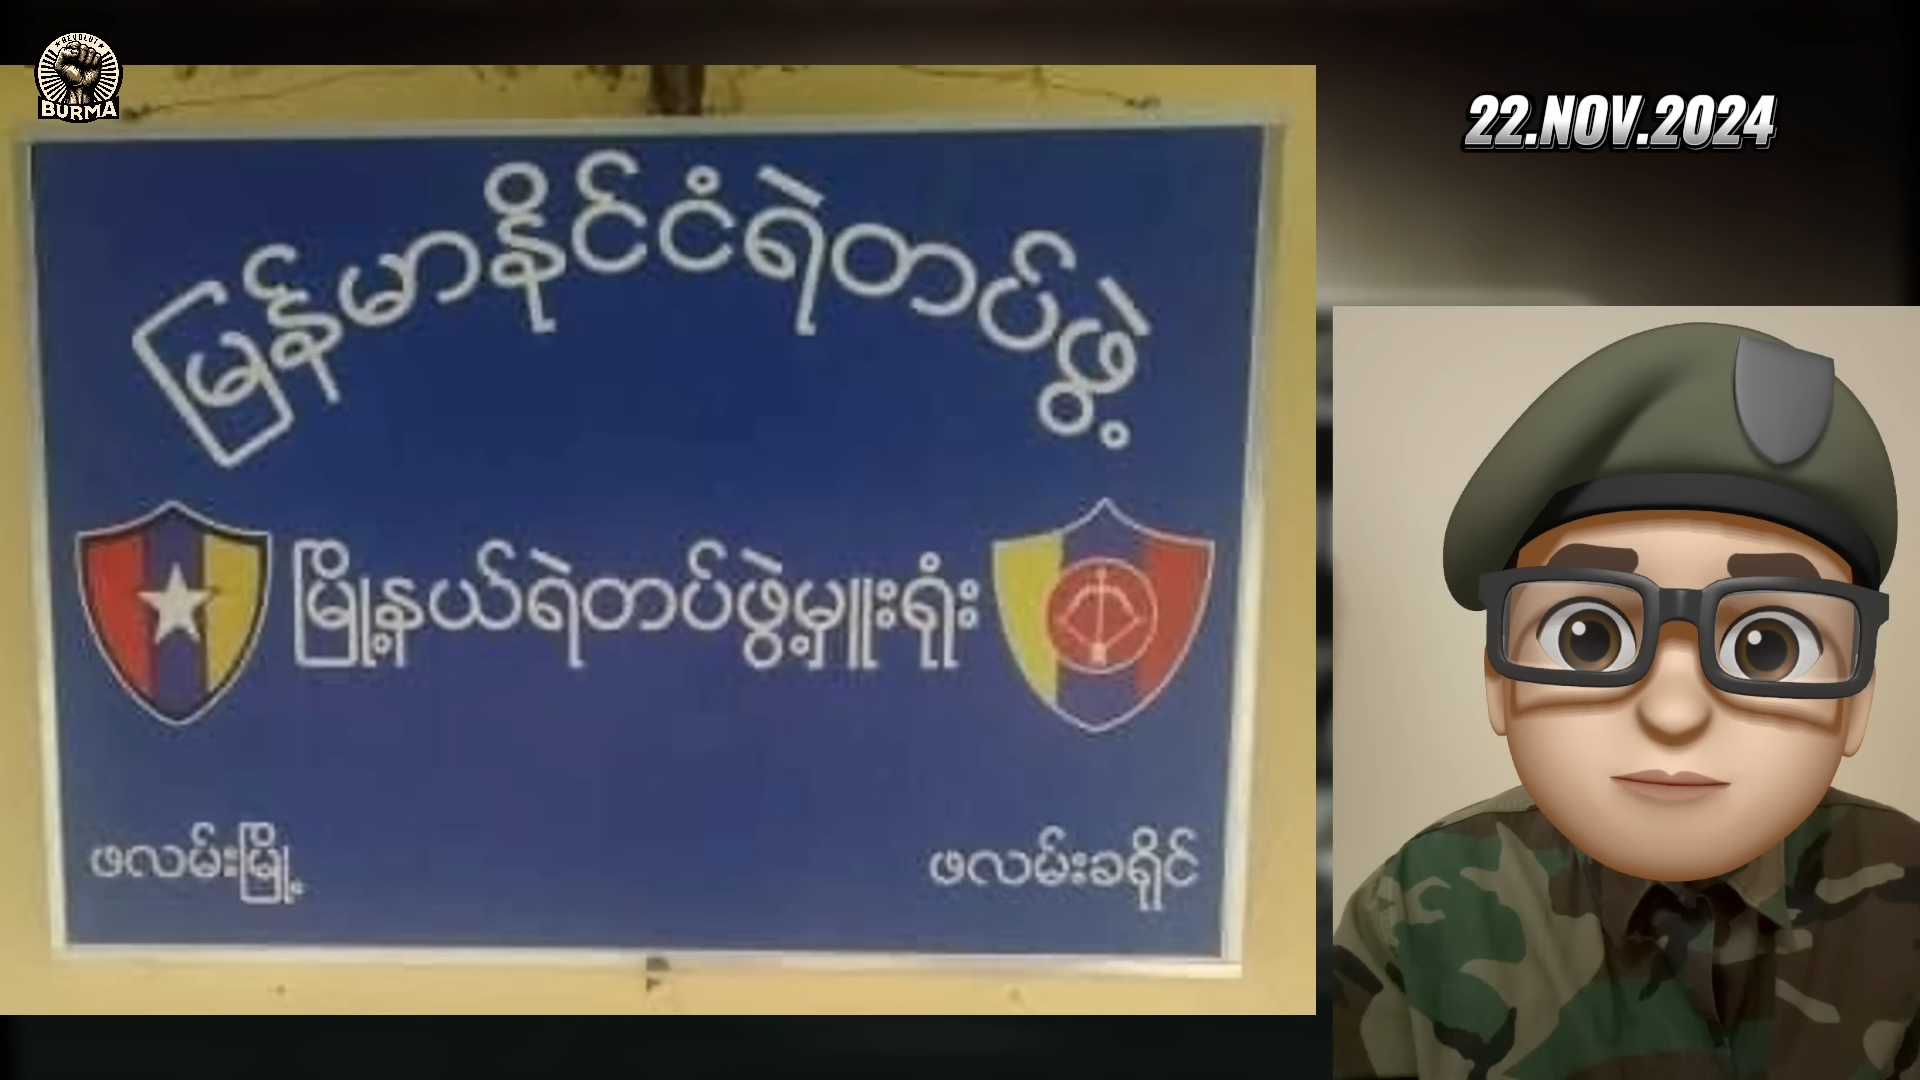 REVOLUT
BURMA
22.NOV.2024
မြန်မာနိုင်ငံရဲတပ်ဖွဲ့
မြို့နယ်ရဲတပ်ဖွဲ့မှူးရုံး
ဖလမ်းမြို့
ဖလမ်းခရိုင်